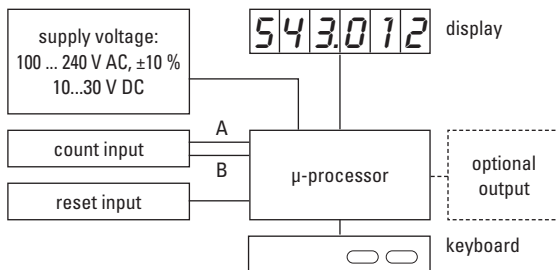 supply voltage:
100 ... 240 V AC, ±10 %
10...30 V DC
543.012
display
count input
A
B
reset input
µ-processor
optional
output
keyboard